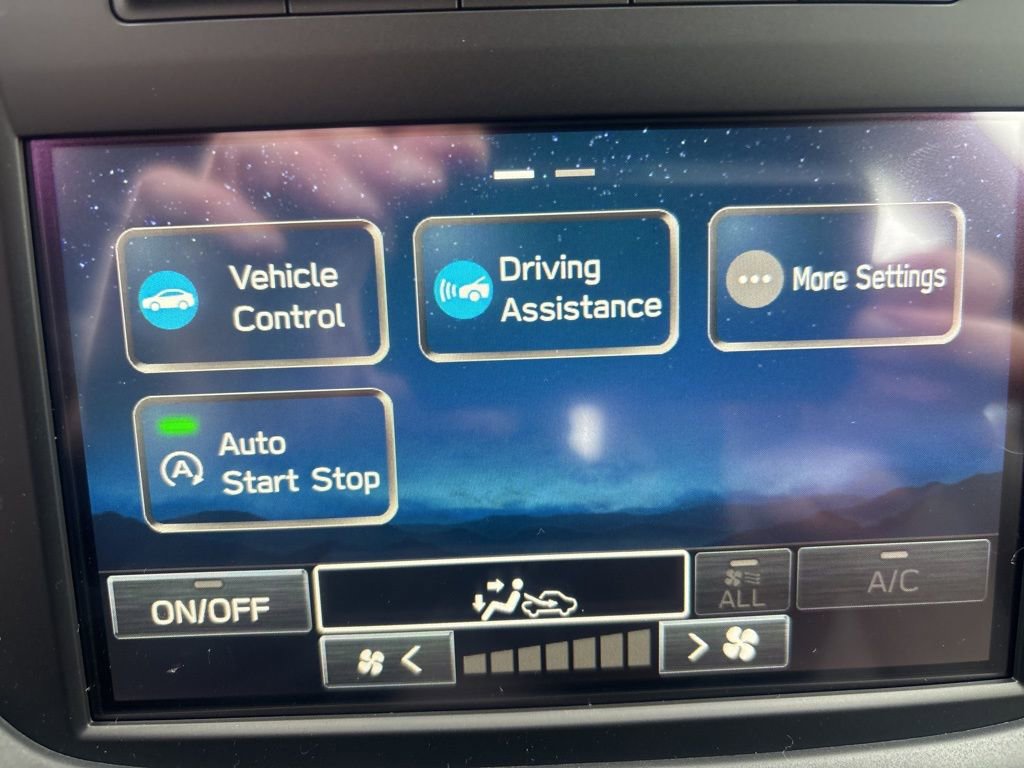 Vehicle
Control
Driving
Assistance
More Settings
A
Auto
Start Stop
ON/OFF
ALL
A/C